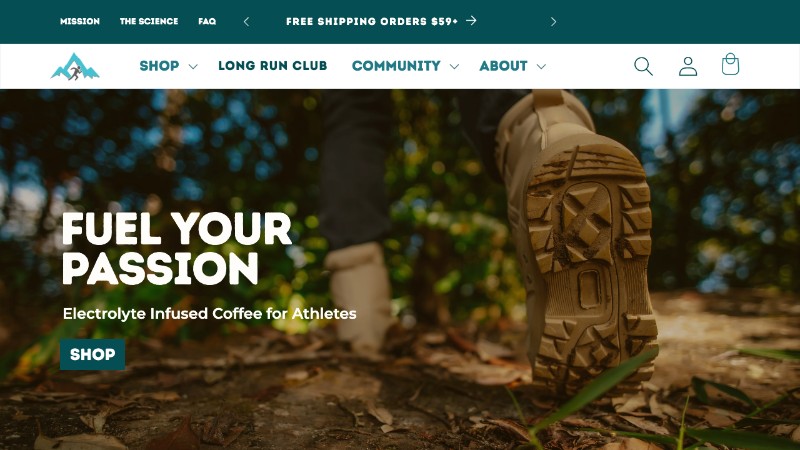 MISSION THE SCIENCE FAQ FREE SHIPPING ORDERS $59+
SHOP LONG RUN CLUB COMMUNITY ABOUT
FUEL YOUR
PASSION
Electrolyte Infused Coffee for Athletes
SHOP